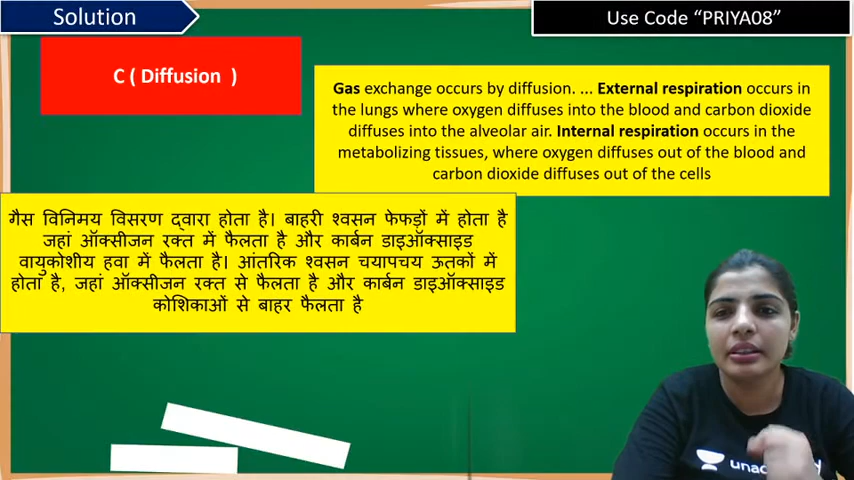 Solution
Use Code “PRIYA08”
C ( Diffusion )
Gas exchange occurs by diffusion. ... External respiration occurs in
the lungs where oxygen diffuses into the blood and carbon dioxide
diffuses into the alveolar air. Internal respiration occurs in the
metabolizing tissues, where oxygen diffuses out of the blood and
carbon dioxide diffuses out of the cells
गैस विनिमय विसरण द्वारा होता है। बाहरी श्वसन फेफड़ों में होता है
जहां ऑक्सीजन रक्त में फैलता है और कार्बन डाइऑक्साइड
वायुकोशीय हवा में फैलता है। आंतरिक श्वसन चयापचय ऊतकों में
होता है, जहां ऑक्सीजन रक्त से फैलता है और कार्बन डाइऑक्साइड
कोशिकाओं से बाहर फैलता है